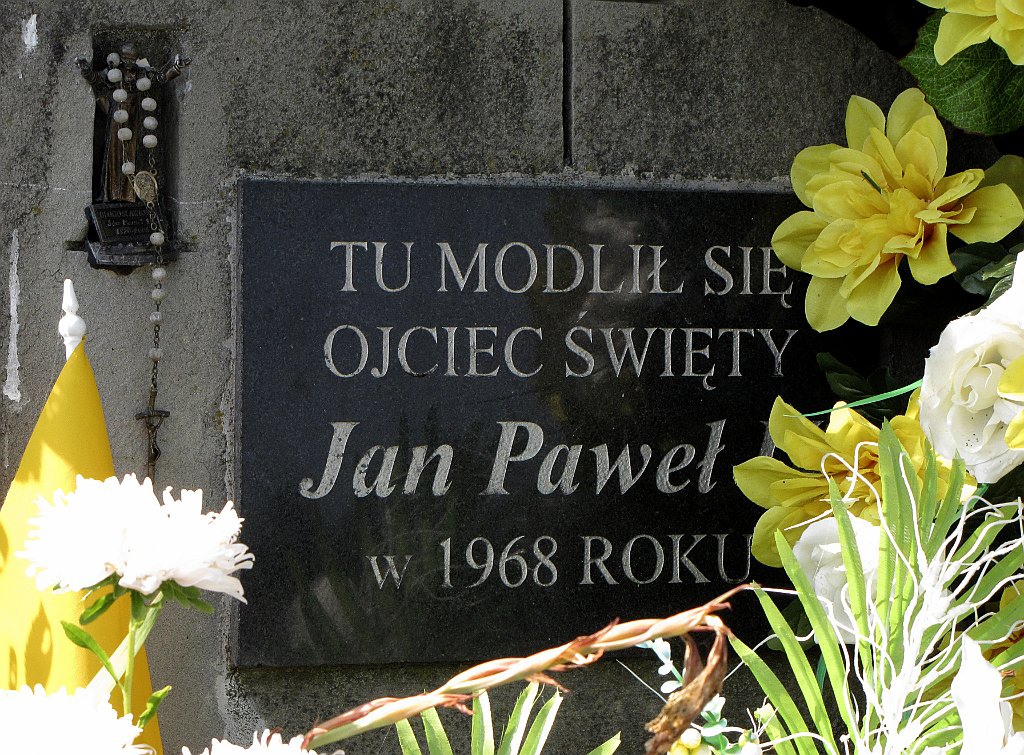 TU MODLIŁ SIĘ
OJCIEC ŚWIĘTY
Jan Paweł
w 1968 ROKU